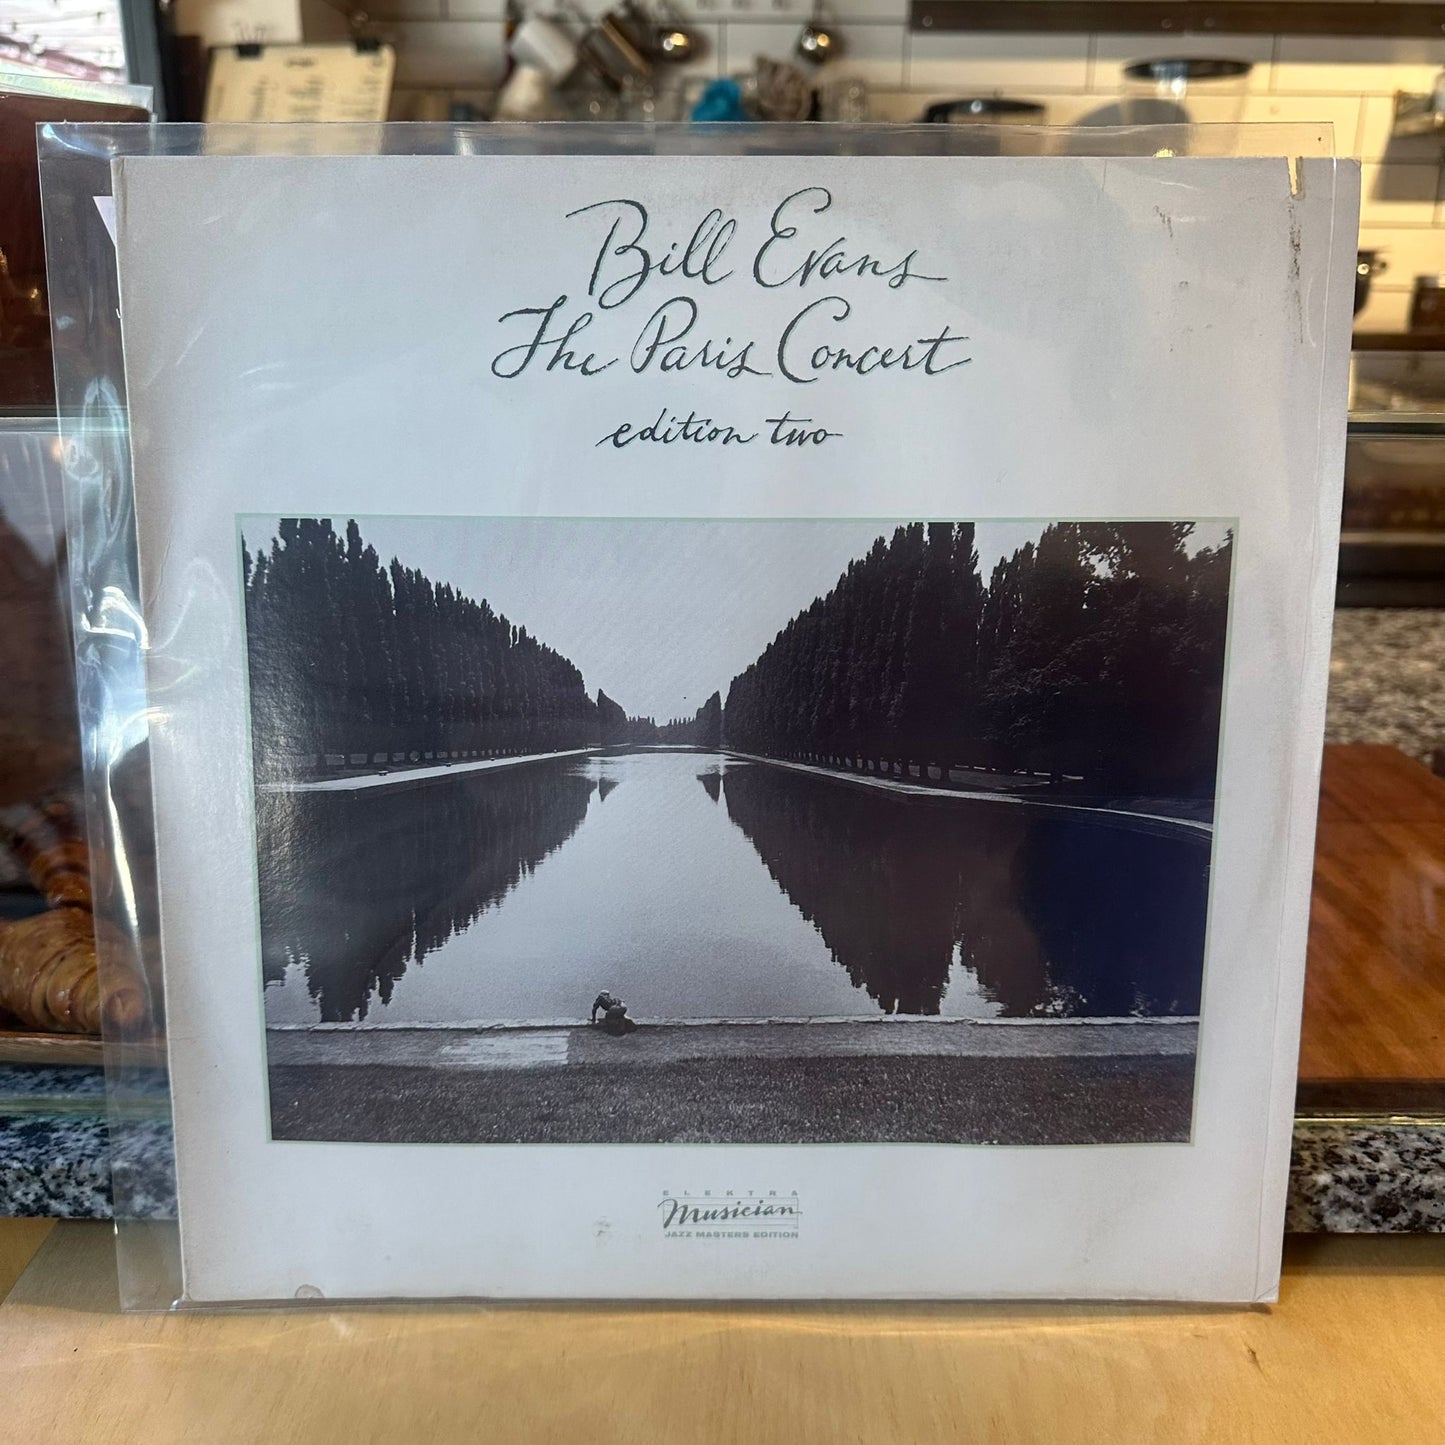 Bill Evans
The Paris Concert
edition two
ELEKTRA
Musician
JAZZ MASTERS EDITION